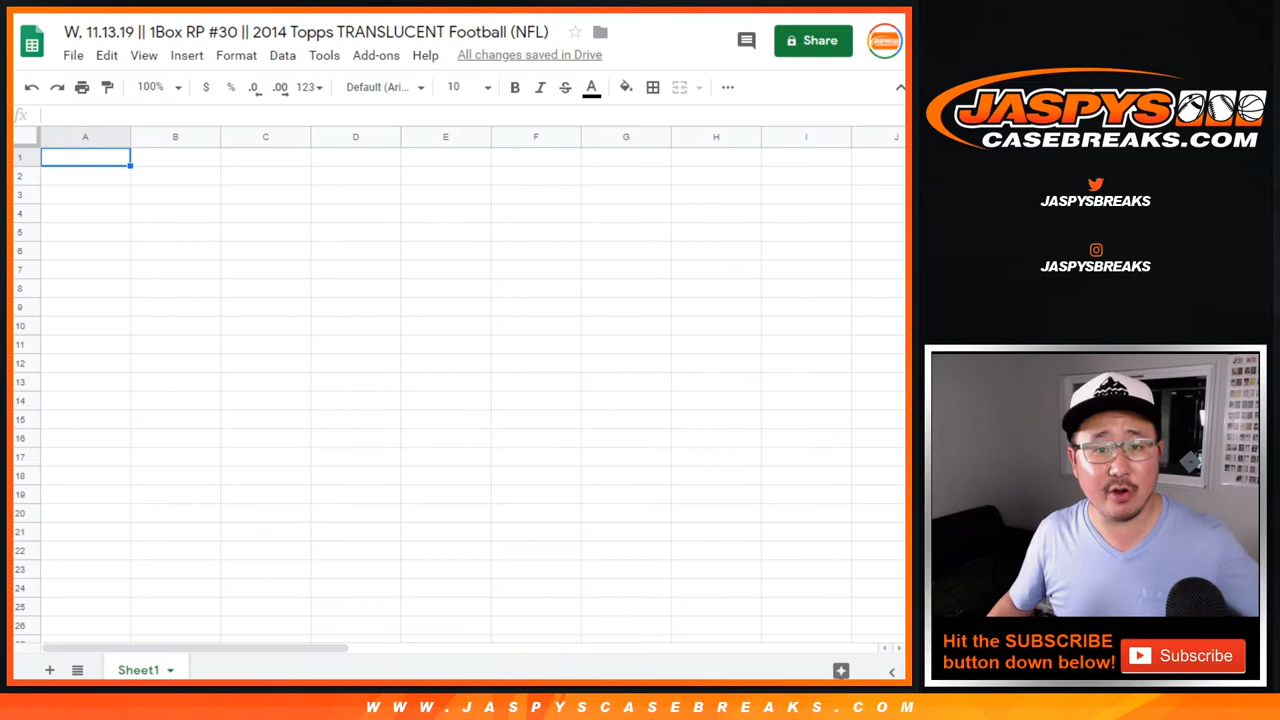 W, 11.13.19 || 1Box RP #30 || 2014 Topps TRANSLUCENT Football (NFL)
File Edit View Insert Format Data Tools Add-ons Help All changes saved in Drive
Share
100% $ % .0 .00 123 Default (Ari... 10 B I S A
fx
A B C D E F G H I J
1
2
3
4
5
6
7
8
9
10
11
12
13
14
15
16
17
18
19
20
21
22
23
24
25
26
Sheet1
JASPYS
CASEBREAKS.COM
JASPYSBREAKS
JASPYSBREAKS
Hit the SUBSCRIBE
button down below!
Subscribe
WWW.JASPYSCASEBREAKS.COM